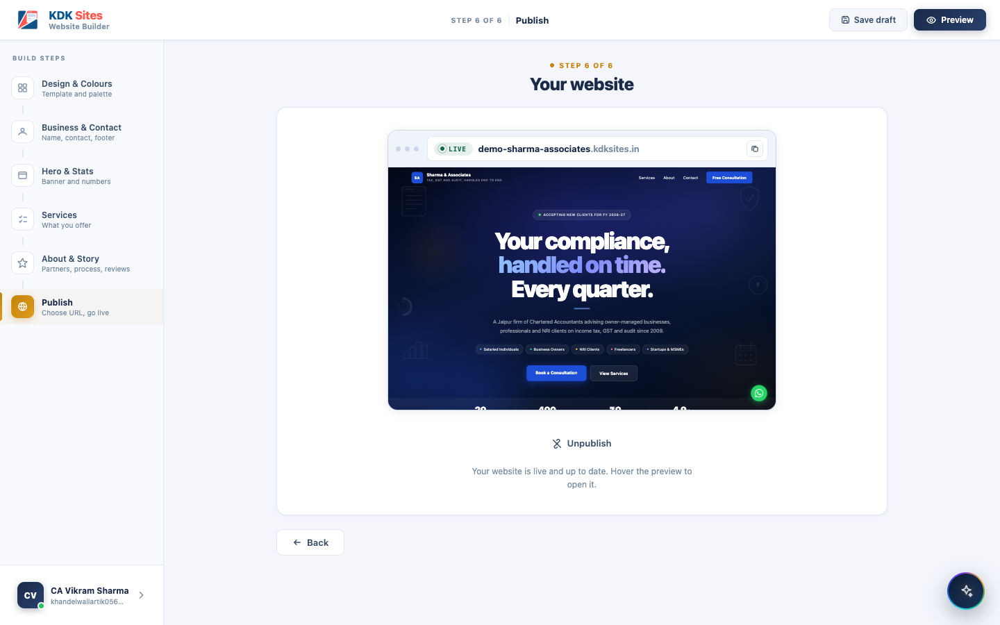 KDK Sites
Website Builder
STEP 6 OF 6
Publish
Save draft
Preview
BUILD STEPS
Design & Colours
Template and palette
Business & Contact
Name, contact, footer
Hero & Stats
Banner and numbers
Services
What you offer
About & Story
Partners, process, reviews
Publish
Choose URL, go live
STEP 6 OF 6
Your website
LIVE
demo-sharma-associates.kdksites.in
SA
Sharma & Associates
TAX, GST AND AUDIT, HANDLED END TO END
Services
About
Contact
Free Consultation
ACCEPTING NEW CLIENTS FOR FY 2026-27
Your compliance,
handled on time.
Every quarter.
A Jaipur firm of Chartered Accountants advising owner-managed businesses,
professionals and NRI clients on income tax, GST and audit since 2009.
Salaried Individuals
Business Owners
NRI Clients
Freelancers
Startups & MSMEs
Book a Consultation
View Services
Unpublish
Your website is live and up to date. Hover the preview to
open it.
Back
CV
CA Vikram Sharma
khandelwallartik056...